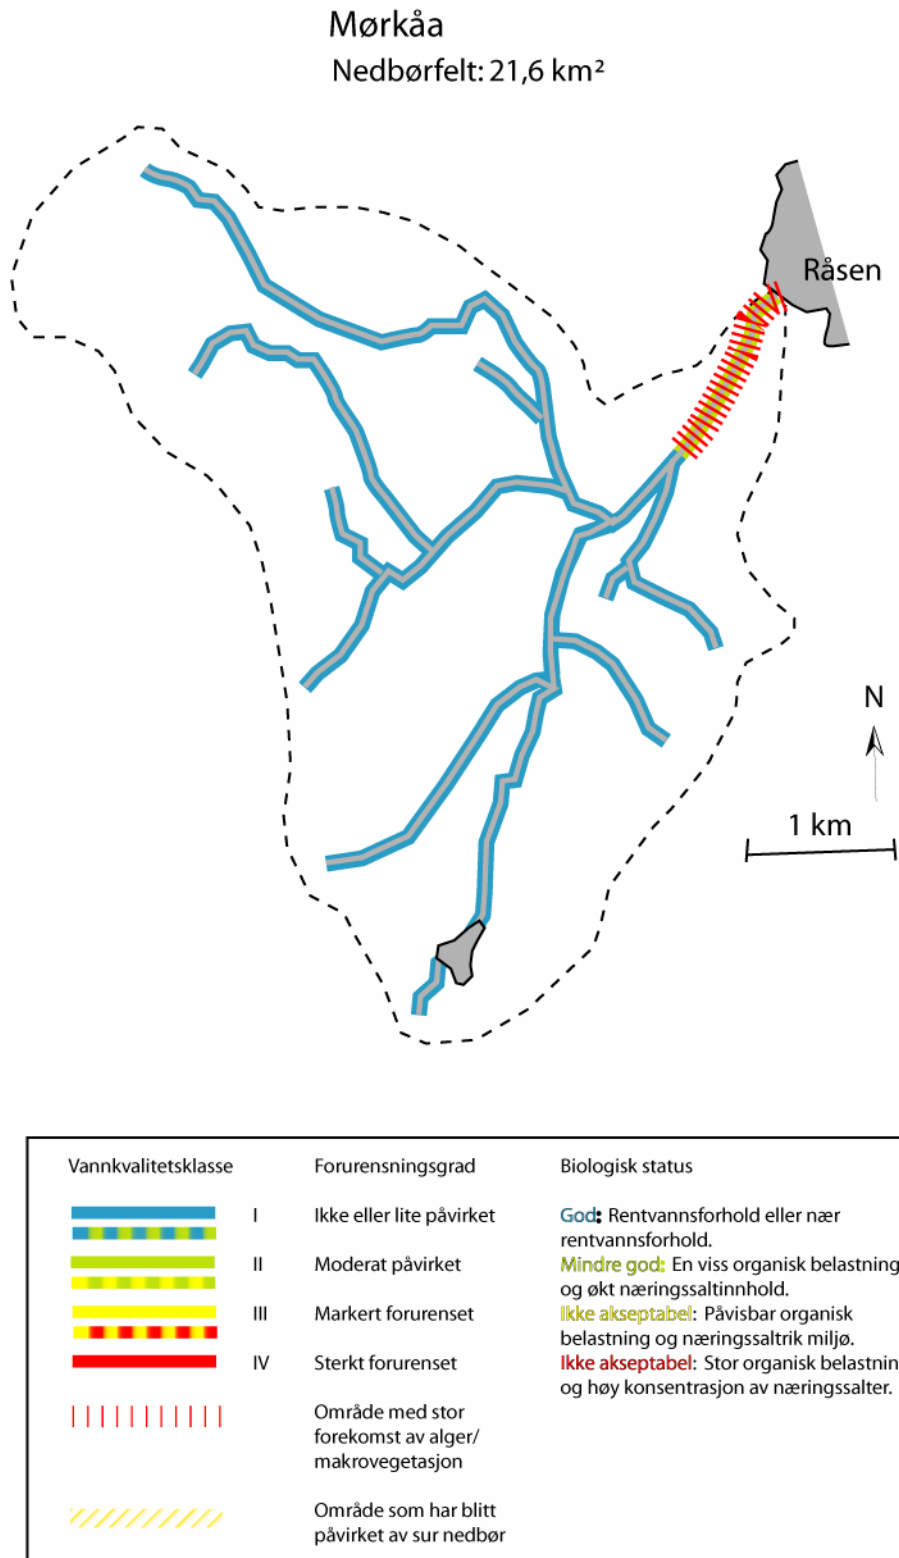 Mørkåa
Nedbørfelt: 21,6 km²
Råsen
N
1 km
Vannkvalitetsklasse
Forurensningsgrad
Biologisk status
I
Ikke eller lite påvirket
God: Rentvannsforhold eller nær
rentvannsforhold.
II
Moderat påvirket
Mindre god: En viss organisk belastning
og økt næringssaltinnhold.
III
Markert forurenset
Ikke akseptabel: Påvisbar organisk
belastning og næringssaltrik miljø.
IV
Sterkt forurenset
Ikke akseptabel: Stor organisk belastnin
og høy konsentrasjon av næringssalter.
Område med stor
forekomst av alger/
makrovegetasjon
Område som har blitt
påvirket av sur nedbør